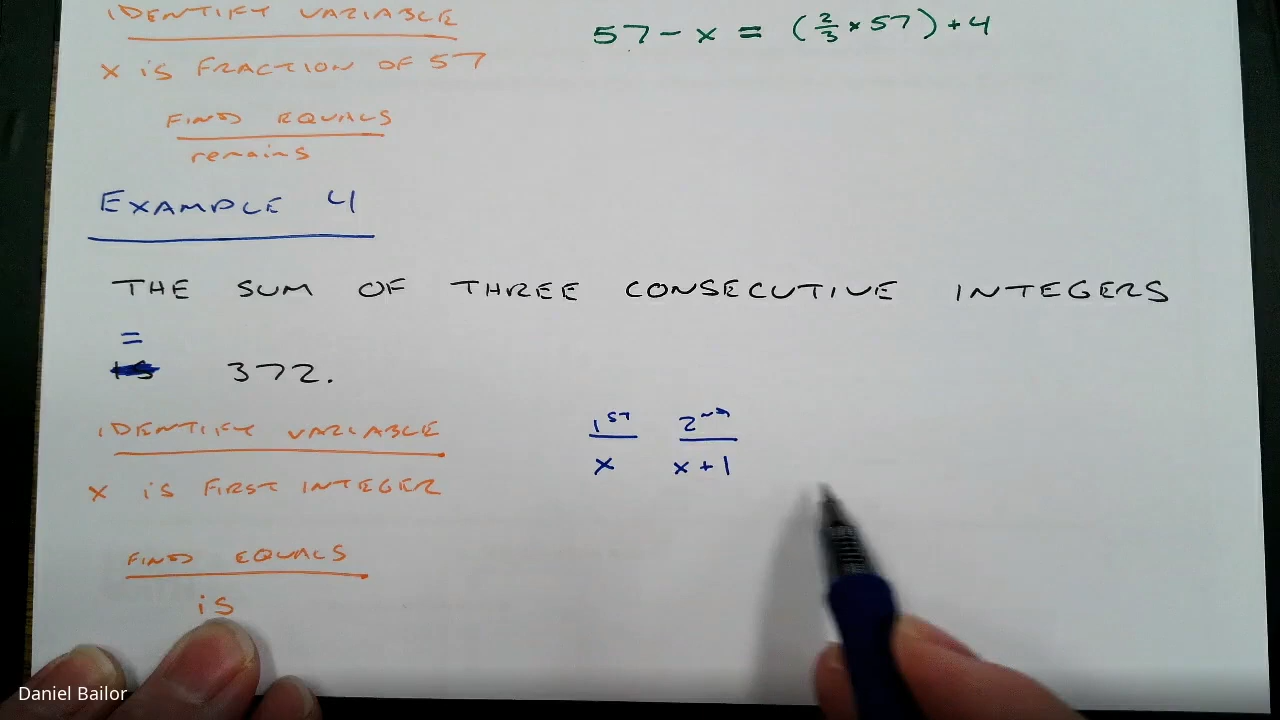 IDENTIFY VARIABLE
x is FRACTION OF 57
57 - x = (2/3 × 57) + 4
FIND EQUALS
remains
EXAMPLE 4
THE SUM OF THREE CONSECUTIVE INTEGERS
=
is 372.
IDENTIFY VARIABLE
x is FIRST INTEGER
1ST 2nd
x x + 1
FIND EQUALS
is
Daniel Bailor